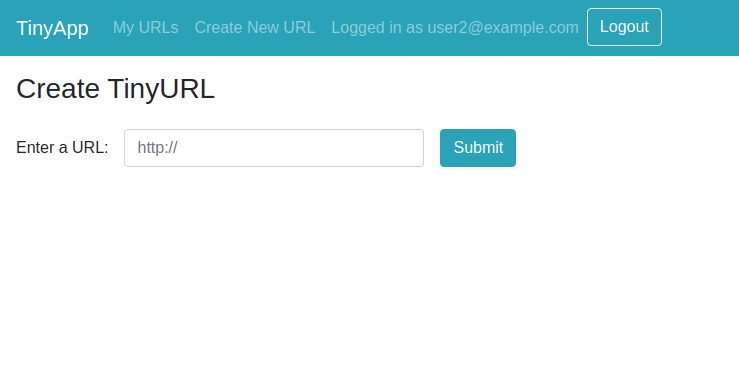 TinyApp My URLs Create New URL Logged in as user2@example.com Logout
Create TinyURL
Enter a URL: http:// Submit